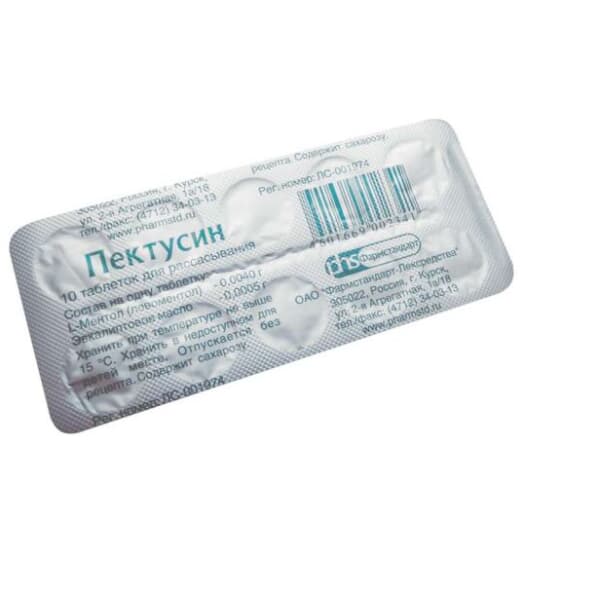 рецепта. Содержит сахарозу.
Рег. номер: ЛС-001974
305022, Россия, г. Курск,
ул. 2-я Агрегатная, 1а/18
тел./факс: (4712) 34-03-13
www.pharmstd.ru
Пектусин
10 таблеток для рассасывания
Состав на одну таблетку:
L-Ментол (левоментол) - 0,0040 г
Эвкалиптовое масло - 0,0005 г
Хранить при температуре не выше
15 °С. Хранить в недоступном для
детей месте. Отпускается без
рецепта. Содержит сахарозу
Рег. номер: ЛС-001974
phs Фармстандарт
ОАО "Фармстандарт-Лексредства"
305022, Россия, г. Курск,
ул. 2-я Агрегатная, 1а/18
тел./факс: (4712) 34-03-13
www.pharmstd.ru